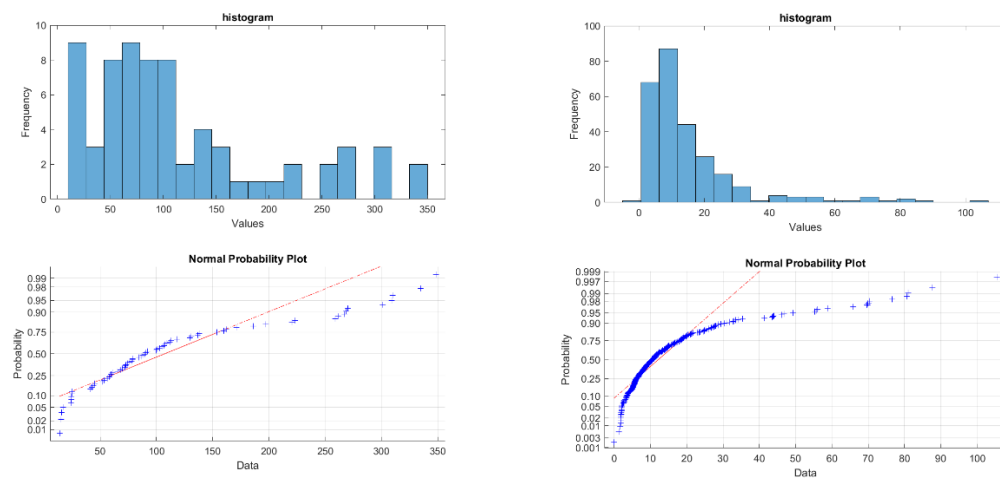 histogram
10
8
6
4
2
0
Frequency
0 50 100 150 200 250 300 350
Values
histogram
100
80
60
40
20
0
Frequency
0 20 40 60 80 100
Values
Normal Probability Plot
0.99
0.98
0.95
0.90
0.75
0.50
0.25
0.10
0.05
0.02
0.01
Probability
50 100 150 200 250 300 350
Data
Normal Probability Plot
0.999
0.997
0.99
0.98
0.95
0.90
0.75
0.50
0.25
0.10
0.05
0.02
0.01
0.003
0.001
Probability
0 10 20 30 40 50 60 70 80 90 100
Data